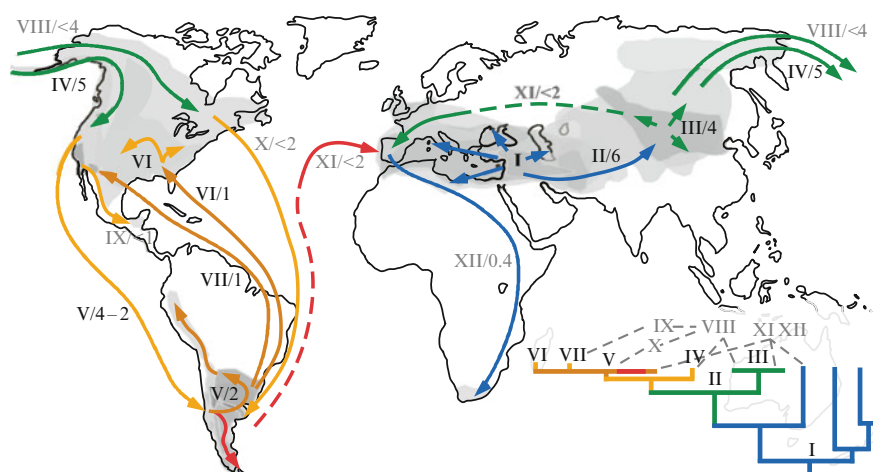 VIII/<4
VIII/<4
IV/5
IV/5
XI/<2
X/<2
III/4
VI
XI/<2
I
II/6
VI/1
IX/<1
XII/0.4
VII/1
V/4–2
IX
VIII
XI
XII
VI
VII
V
X
IV
III
II
V/2
I